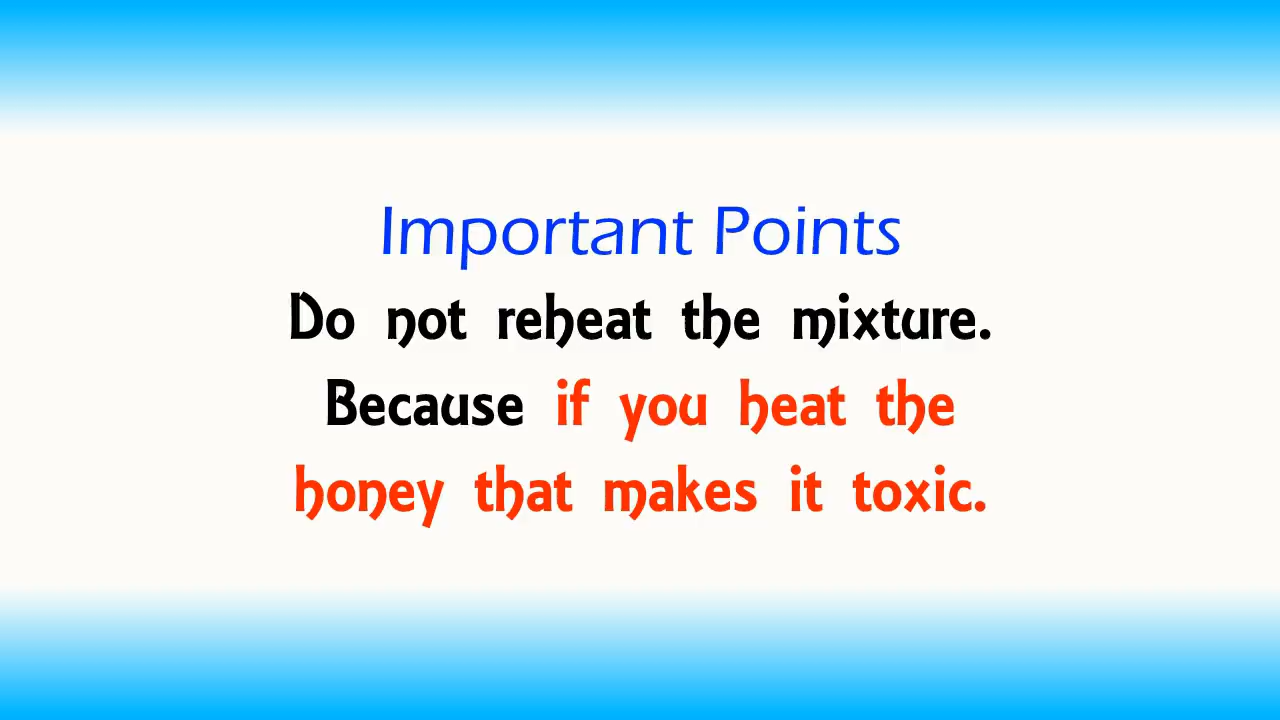 Important Points
Do not reheat the mixture.
Because if you heat the
honey that makes it toxic.